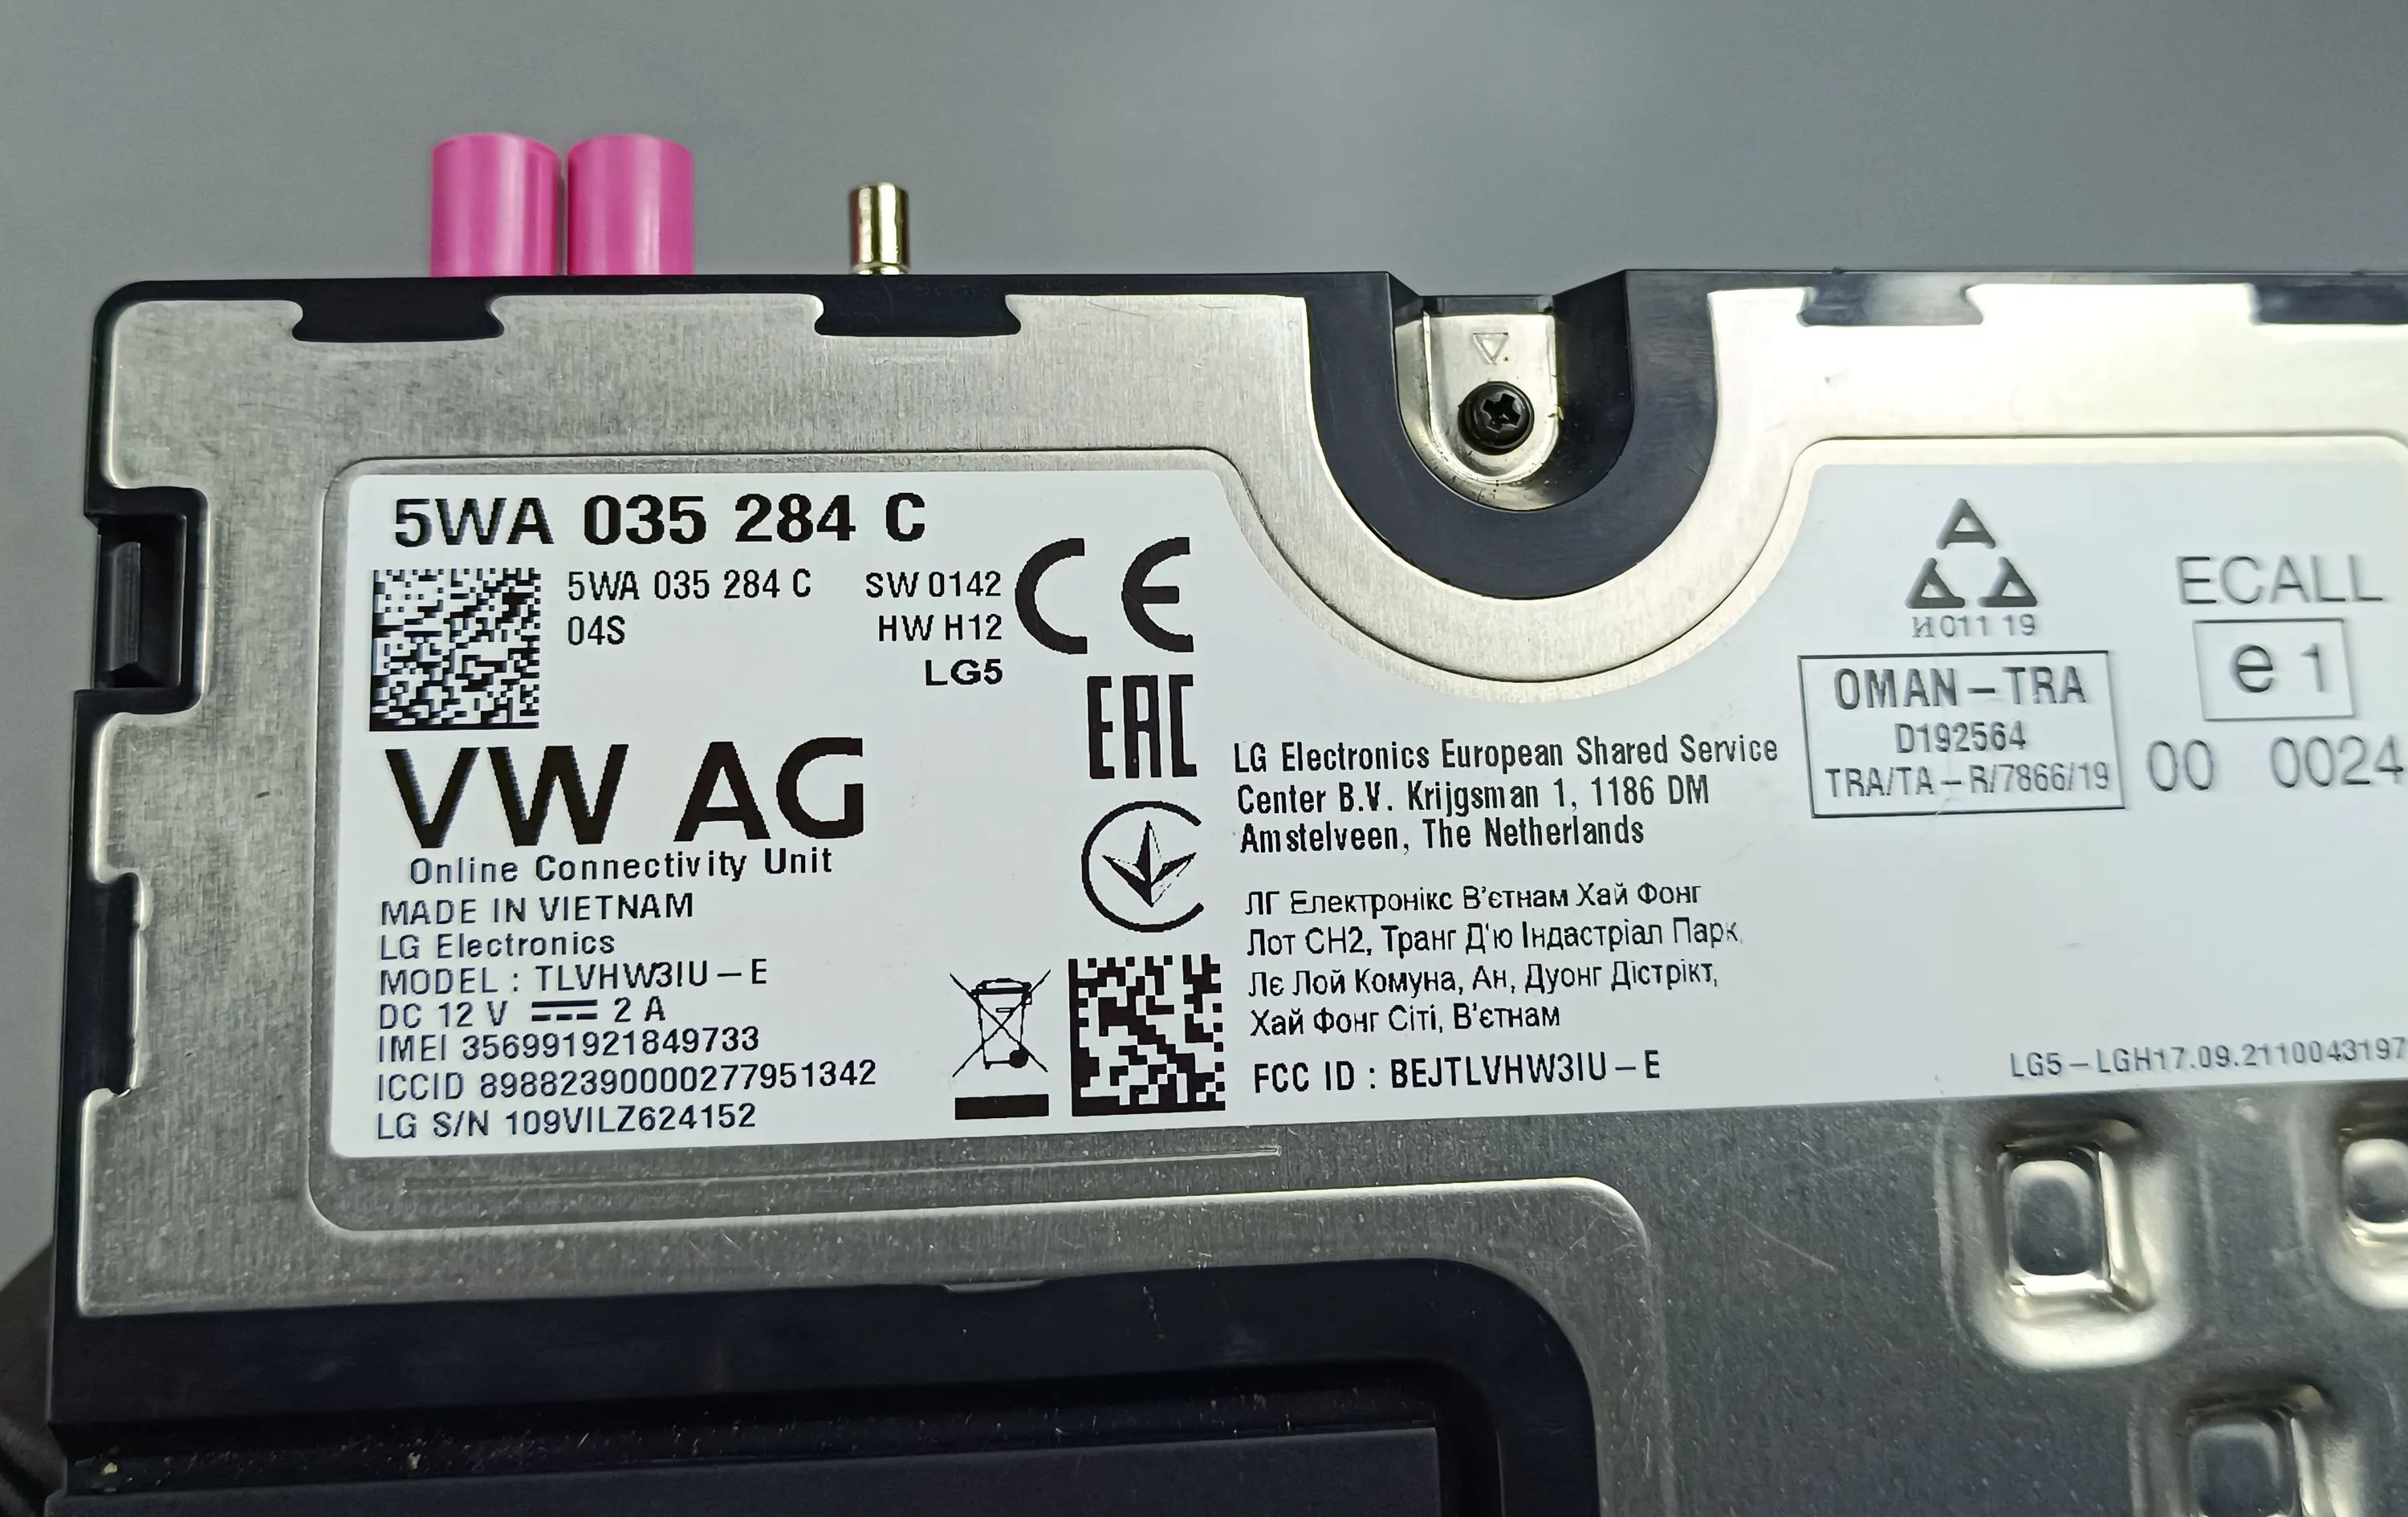 5WA 035 284 C
5WA 035 284 C SW 0142
04S HW H12
LG5
CE
EAC
VW AG
Online Connectivity Unit
MADE IN VIETNAM
LG Electronics
MODEL : TLVHW3IU-E
DC 12 V ⎓ 2 A
IMEI 356991921849733
ICCID 89882390000277951342
LG S/N 109VILZ624152
LG Electronics European Shared Service
Center B.V. Krijgsman 1, 1186 DM
Amstelveen, The Netherlands
ЛГ Електронікс В'єтнам Хай Фонг
Лот CH2, Транг Д'ю Індастріал Парк,
Лє Лой Комуна, Ан, Дуонг Дістрікт,
Хай Фонг Сіті, В'єтнам
FCC ID : BEJTLVHW3IU-E
И011 19
OMAN-TRA
D192564
TRA/TA-R/7866/19
ECALL
e1
00 0024
LG5-LGH17.09.2110043197